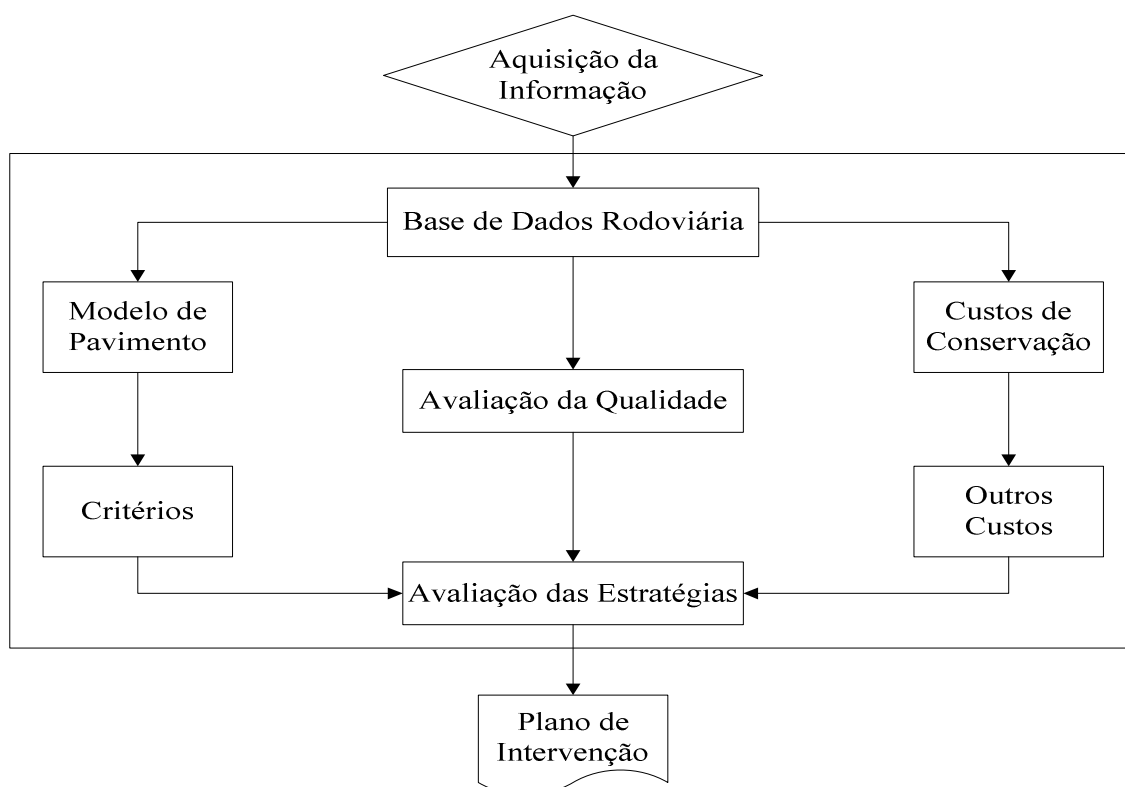 Aquisição da
Informação
Base de Dados Rodoviária
Modelo de
Pavimento
Custos de
Conservação
Avaliação da Qualidade
Critérios
Outros
Custos
Avaliação das Estratégias
Plano de
Intervenção